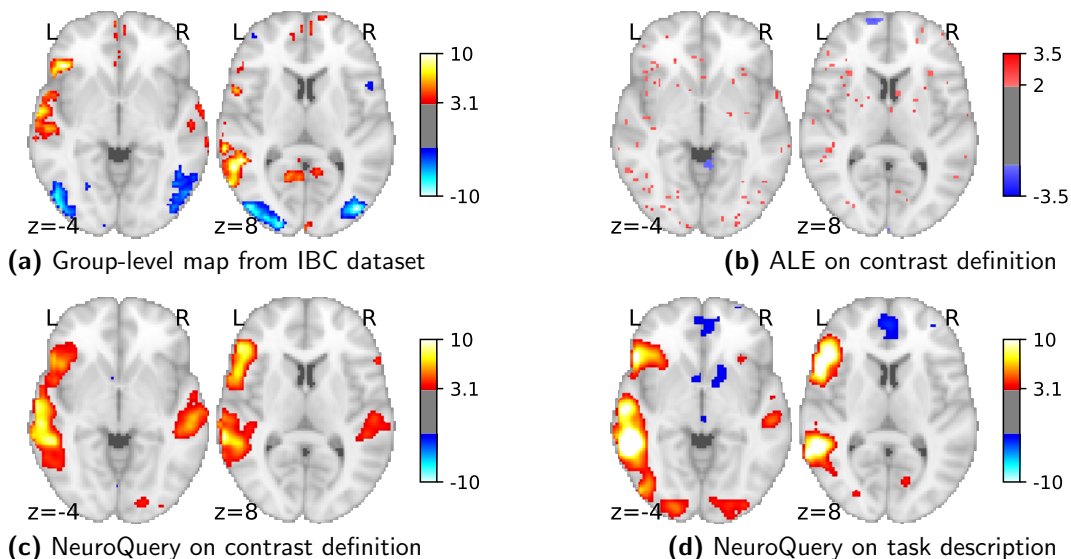 L R
10
3.1
-10
z=-4 z=8
(a) Group-level map from IBC dataset
L R
3.5
2
-3.5
z=-4 z=8
(b) ALE on contrast definition
L R
10
3.1
-10
z=-4 z=8
(c) NeuroQuery on contrast definition
L R
10
3.1
-10
z=-4 z=8
(d) NeuroQuery on task description